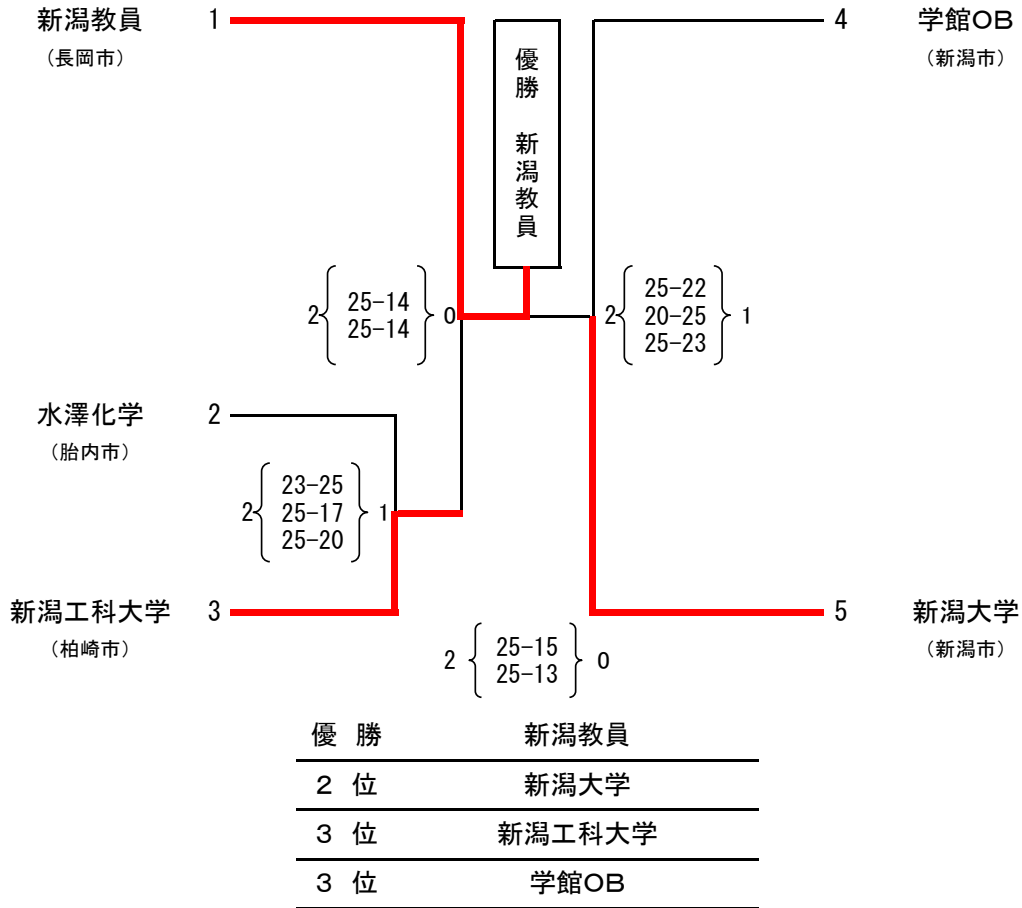 新潟教員 1
（長岡市）
4 学館OB
（新潟市）
優勝　新潟教員
2 25-14 0
25-14
2 25-22 1
20-25
25-23
水澤化学 2
（胎内市）
2 23-25 1
25-17
25-20
新潟工科大学 3
（柏崎市）
5 新潟大学
（新潟市）
2 25-15 0
25-13
優 勝 新潟教員
２ 位 新潟大学
３ 位 新潟工科大学
３ 位 学館OB